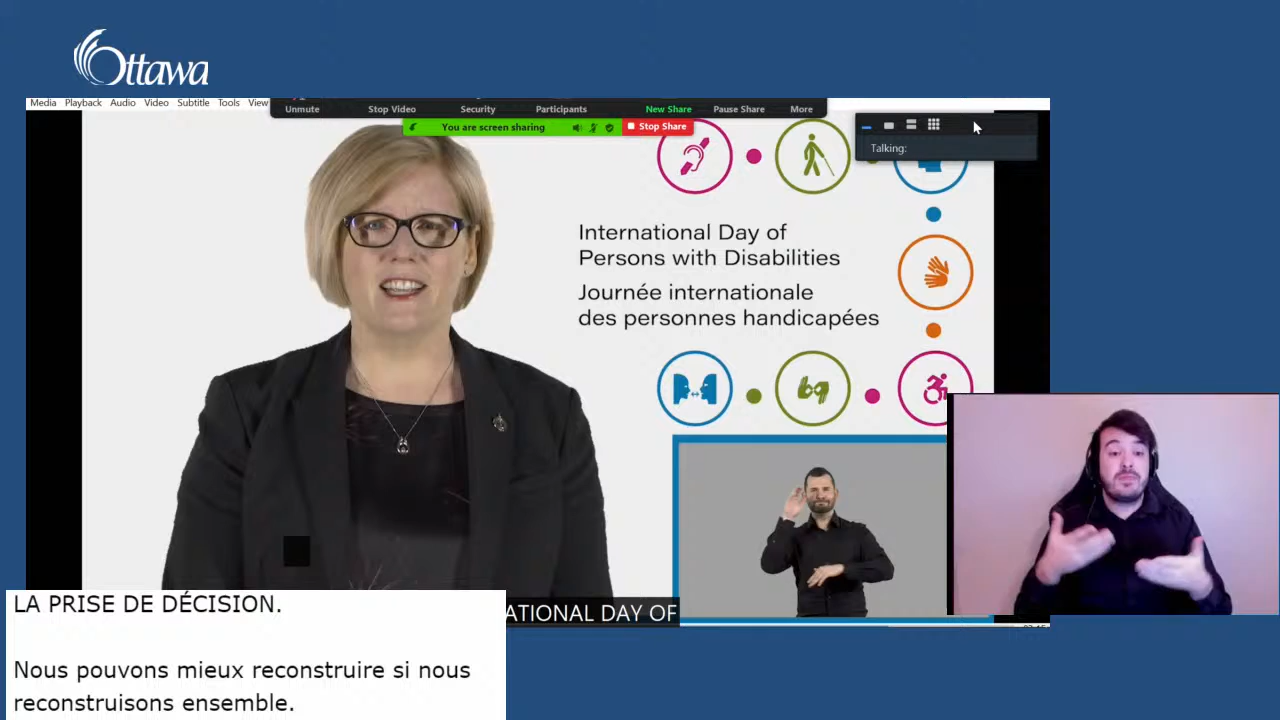 Ottawa
Media Playback Audio Video Subtitle Tools View
Unmute Stop Video Security Participants New Share Pause Share More
You are screen sharing Stop Share
Talking:
International Day of
Persons with Disabilities
Journée internationale
des personnes handicapées
LA PRISE DE DÉCISION.
ATIONAL DAY OF
Nous pouvons mieux reconstruire si nous
reconstruisons ensemble.